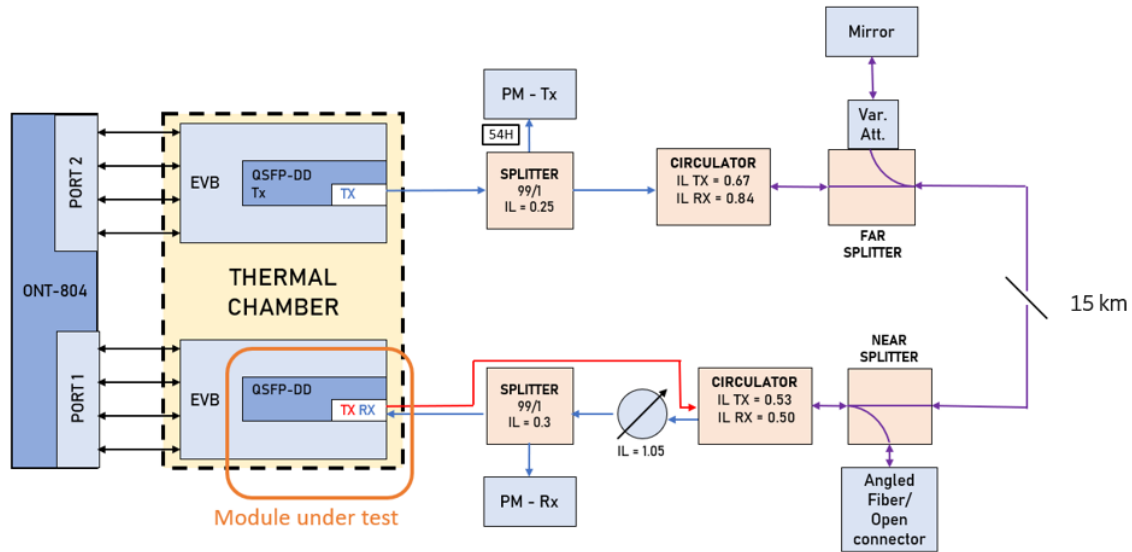 Mirror
PM - Tx
54H
Var.
Att.
PORT 2
EVB
QSFP-DD
Tx
TX
SPLITTER
99/1
IL = 0.25
CIRCULATOR
IL TX = 0.67
IL RX = 0.84
FAR
SPLITTER
THERMAL
CHAMBER
ONT-804
15 km
NEAR
SPLITTER
PORT 1
EVB
QSFP-DD
TX RX
SPLITTER
99/1
IL = 0.3
IL = 1.05
CIRCULATOR
IL TX = 0.53
IL RX = 0.50
PM - Rx
Angled
Fiber/
Open
connector
Module under test